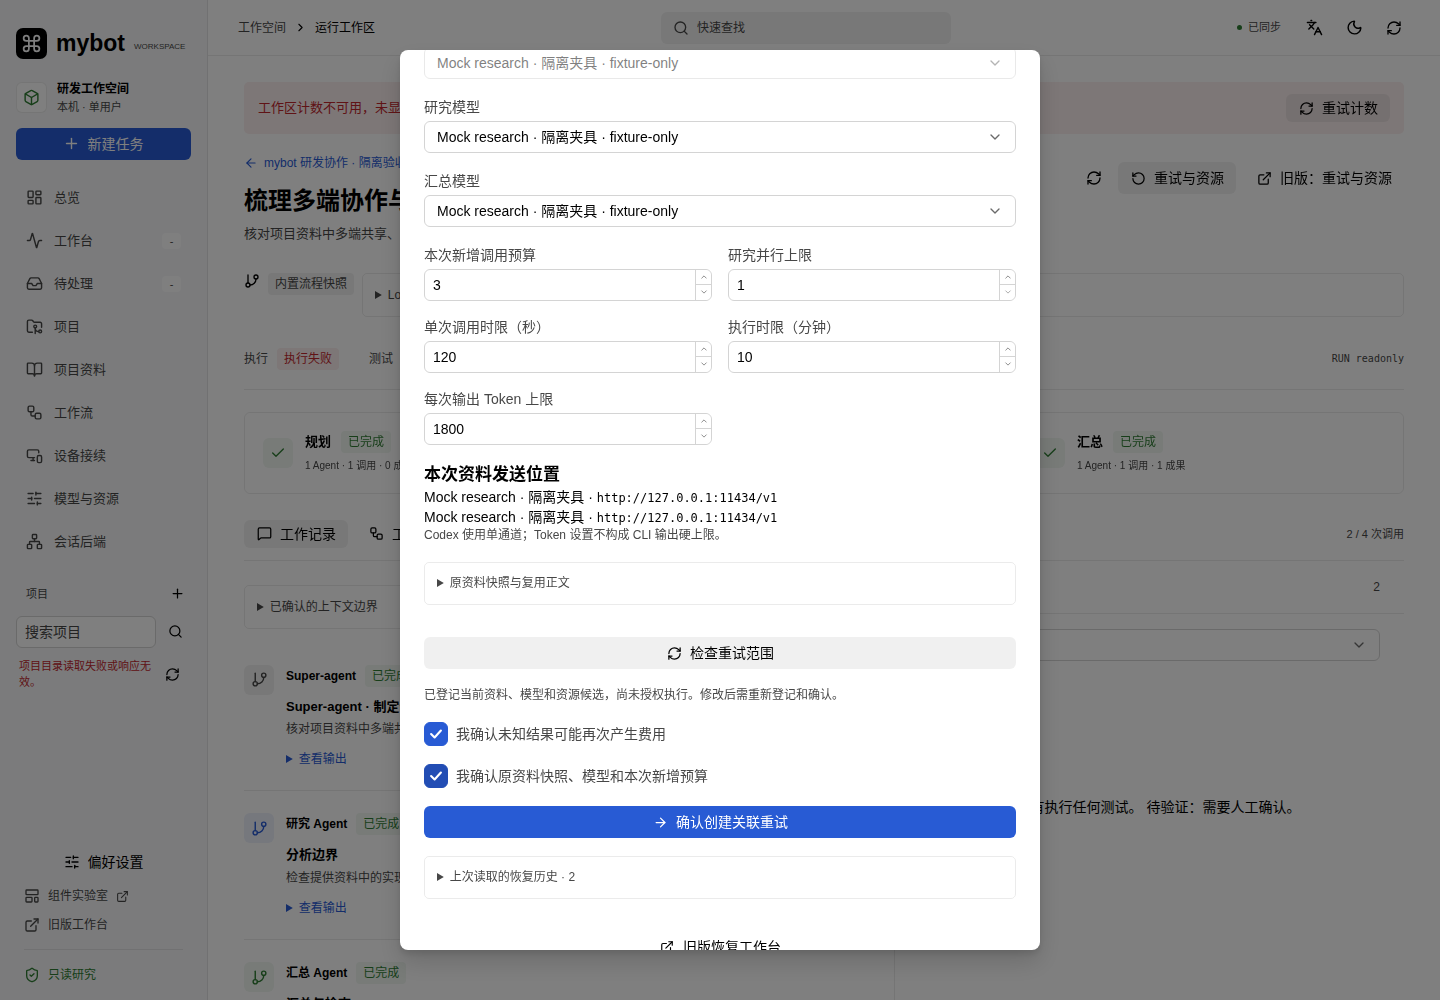 mybot WORKSPACE
研发工作空间
本机 · 单用户
新建任务
总览
工作台 -
待处理 -
项目
项目资料
工作流
设备接续
模型与资源
会话后端
项目
搜索项目
项目目录读取失败或响应无
效。
偏好设置
组件实验室
旧版工作台
只读研究
工作空间 > 运行工作区
快速查找
已同步
工作区计数不可用，未显
重试计数
mybot 研发协作 · 隔离验收
梳理多端协作与
核对项目资料中多端共享、
重试与资源
旧版：重试与资源
内置流程快照
执行 执行失败 测试
RUN readonly
规划 已完成
1 Agent · 1 调用 · 0 成
汇总 已完成
1 Agent · 1 调用 · 1 成果
工作记录
2 / 4 次调用
已确认的上下文边界
2
Super-agent 已完成
Super-agent · 制定
核对项目资料中多端共
查看输出
研究 Agent 已完成
分析边界
检查提供资料中的实现
查看输出
汇总 Agent 已完成
执行任何测试。 待验证：需要人工确认。
Mock research · 隔离夹具 · fixture-only
研究模型
Mock research · 隔离夹具 · fixture-only
汇总模型
Mock research · 隔离夹具 · fixture-only
本次新增调用预算
3
研究并行上限
1
单次调用时限（秒）
120
执行时限（分钟）
10
每次输出 Token 上限
1800
本次资料发送位置
Mock research · 隔离夹具 · http://127.0.0.1:11434/v1
Mock research · 隔离夹具 · http://127.0.0.1:11434/v1
Codex 使用单通道；Token 设置不构成 CLI 输出硬上限。
原资料快照与复用正文
检查重试范围
已登记当前资料、模型和资源候选，尚未授权执行。修改后需重新登记和确认。
我确认未知结果可能再次产生费用
我确认原资料快照、模型和本次新增预算
确认创建关联重试
上次读取的恢复历史 · 2
旧版恢复工作台